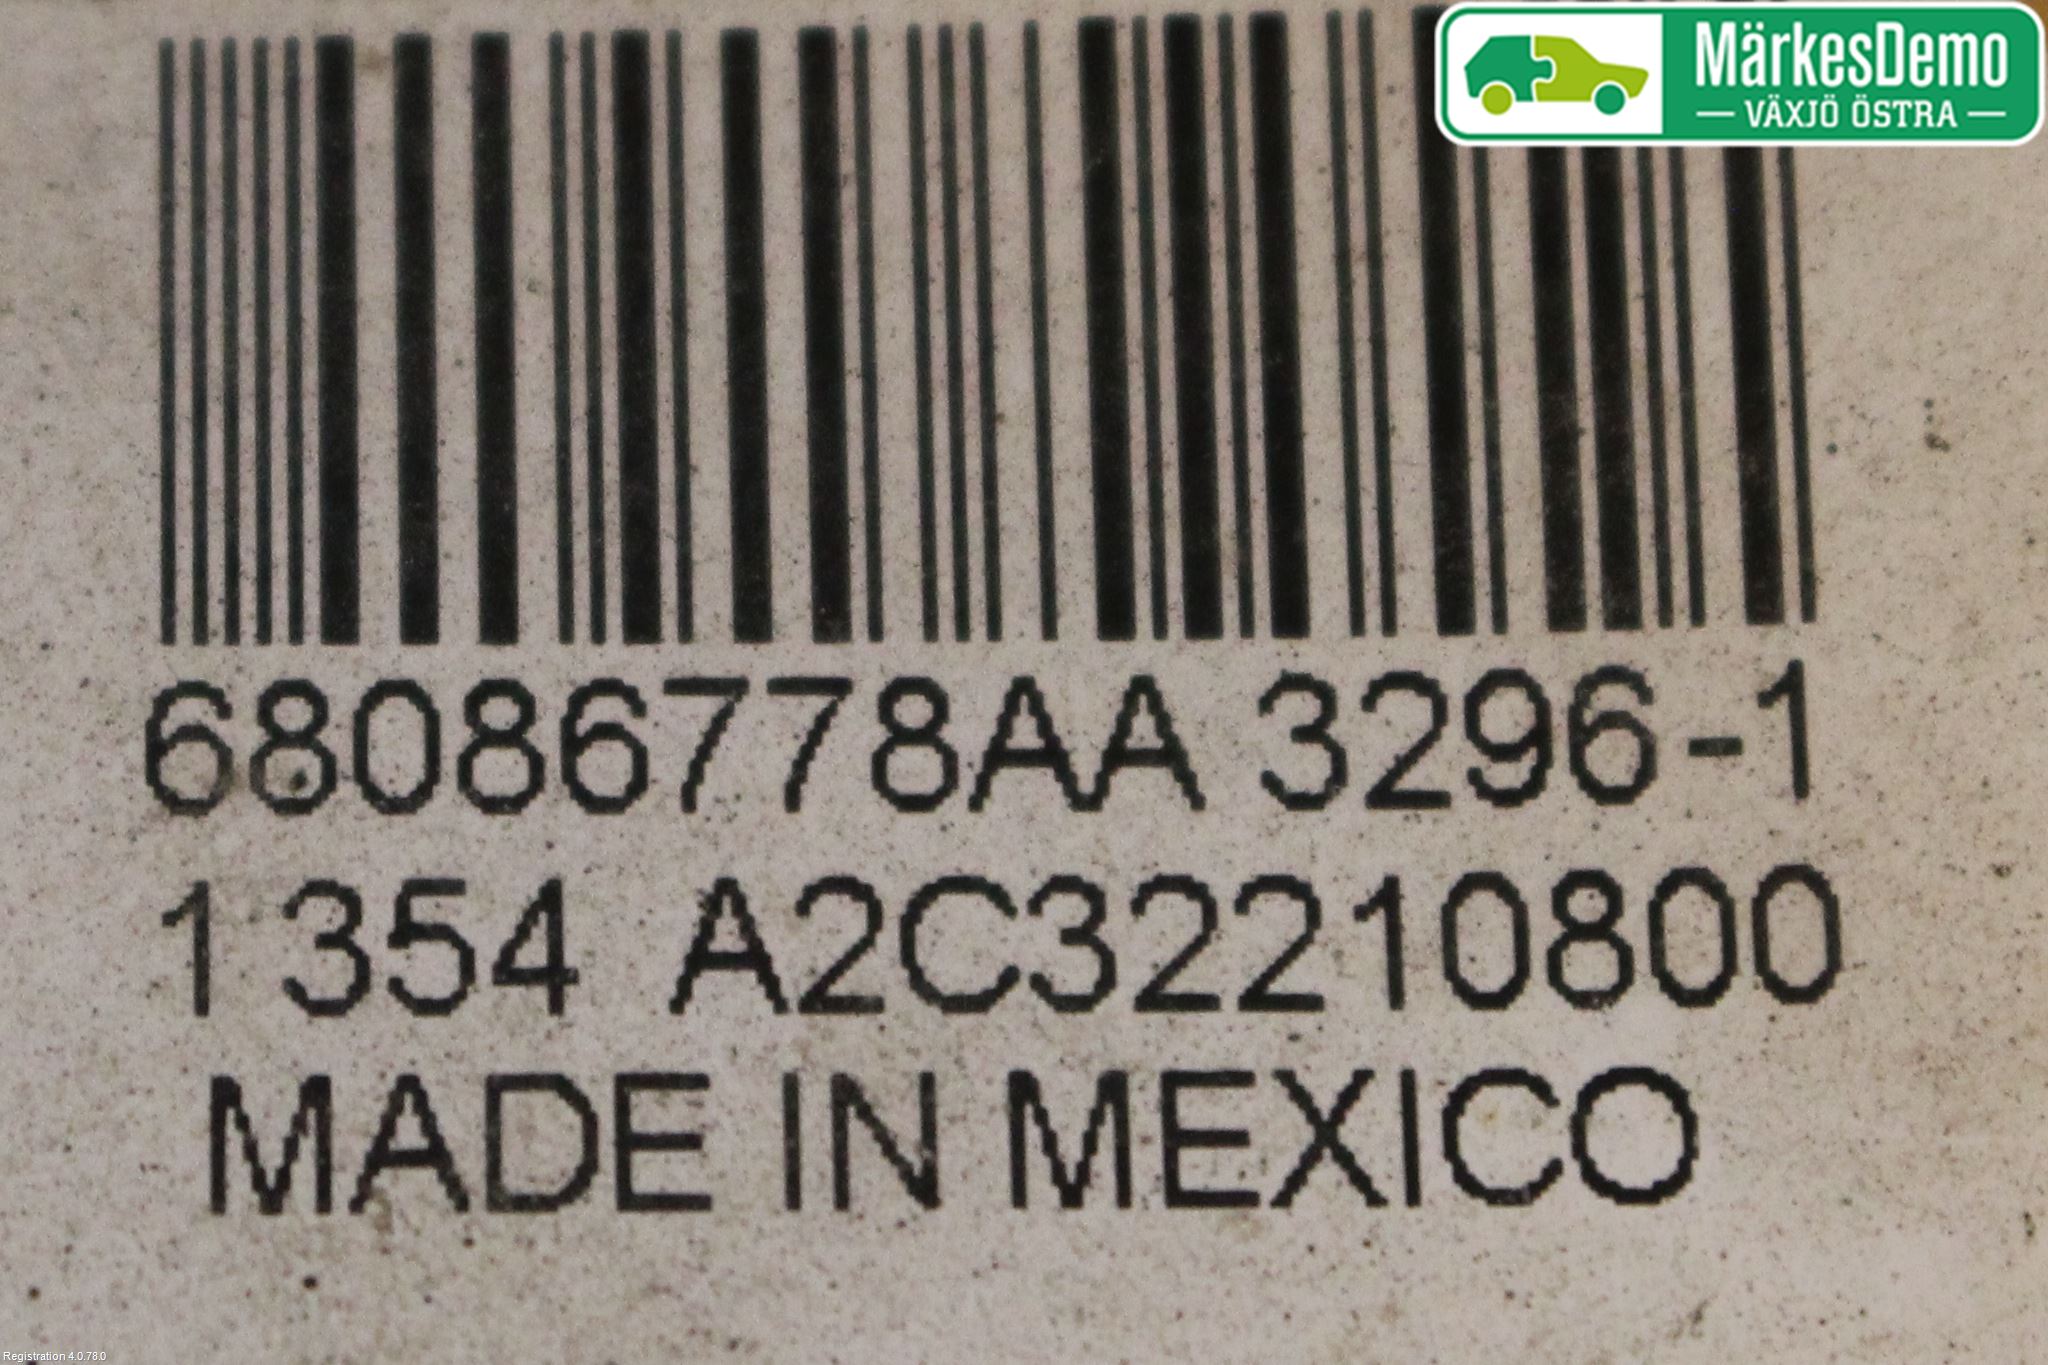 MärkesDemo
VÄXJÖ ÖSTRA
68086778AA 3296-1
1 354 A2C32210800
MADE IN MEXICO
Registration 4.0.78.0